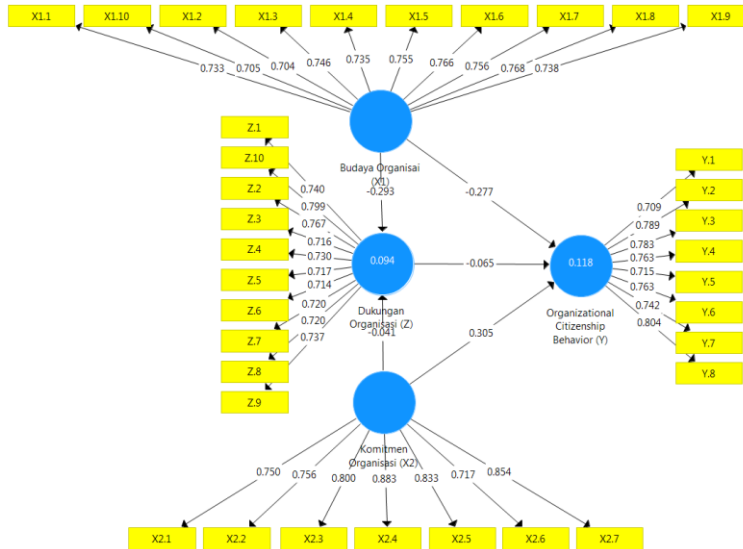 X1.1 X1.10 X1.2 X1.3 X1.4 X1.5 X1.6 X1.7 X1.8 X1.9
0.733 0.705 0.704 0.746 0.735 0.755 0.766 0.756 0.768 0.738
Budaya Organisai
(X1)
-0.293
-0.277
Z.1
Z.10
Z.2
Z.3
Z.4
Z.5
Z.6
Z.7
Z.8
Z.9
0.740
0.799
0.767
0.716
0.730
0.717
0.714
0.720
0.720
0.737
0.094
Dukungan
Organisasi (Z)
-0.041
-0.065
0.305
0.118
Organizational
Citizenship
Behavior (Y)
0.709
0.789
0.783
0.763
0.715
0.763
0.742
0.804
Y.1
Y.2
Y.3
Y.4
Y.5
Y.6
Y.7
Y.8
Komitmen
Organisasi (X2)
0.750 0.756 0.800 0.883 0.833 0.717 0.854
X2.1 X2.2 X2.3 X2.4 X2.5 X2.6 X2.7